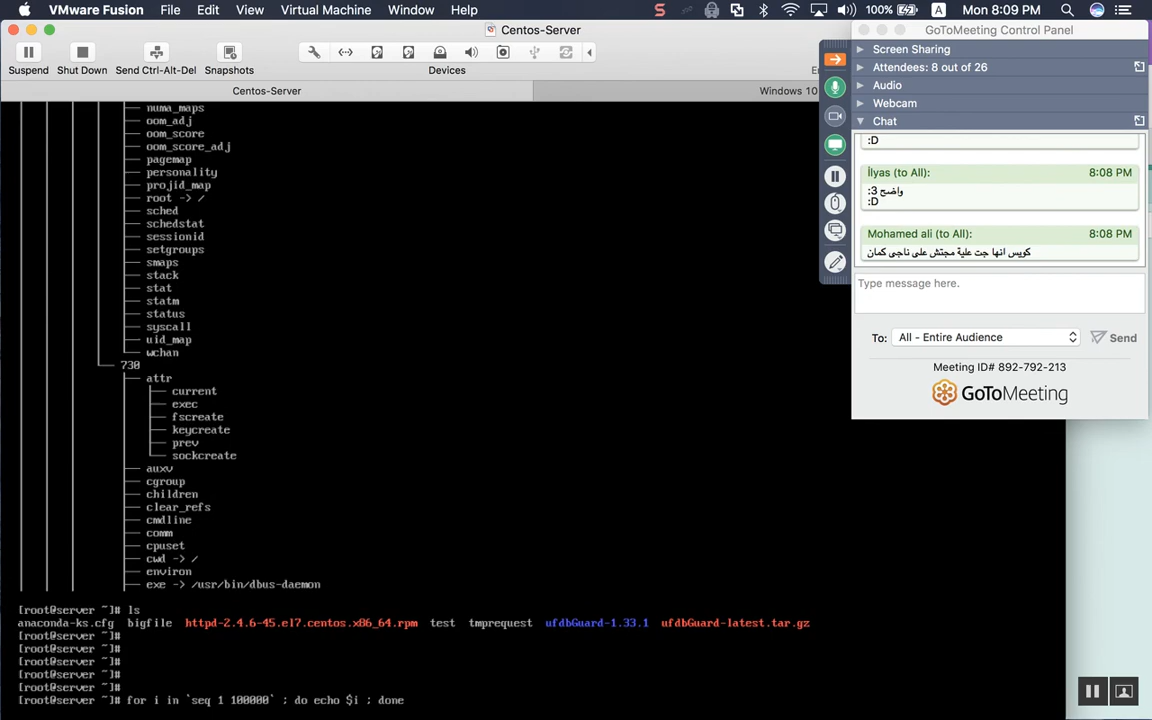 VMware Fusion File Edit View Virtual Machine Window Help
100% A Mon 8:09 PM
Centos-Server
Suspend Shut Down Send Ctrl-Alt-Del Snapshots Devices
Centos-Server Windows 10
numa_maps
oom_adj
oom_score
oom_score_adj
pagemap
personality
projid_map
root -> /
sched
schedstat
sessionid
setgroups
smaps
stack
stat
statm
status
syscall
uid_map
wchan
730
attr
current
exec
fscreate
keycreate
prev
sockcreate
auxv
cgroup
children
clear_refs
cmdline
comm
cpuset
cwd -> /
environ
exe -> /usr/bin/dbus-daemon
[root@server ~]# ls
anaconda-ks.cfg bigfile httpd-2.4.6-45.el7.centos.x86_64.rpm test tmprequest ufdbGuard-1.33.1 ufdbGuard-latest.tar.gz
[root@server ~]#
[root@server ~]#
[root@server ~]#
[root@server ~]#
[root@server ~]#
[root@server ~]# for i in `seq 1 100000` ; do echo $i ; done
GoToMeeting Control Panel
Screen Sharing
Attendees: 8 out of 26
Audio
Webcam
Chat
:D
İlyas (to All): 8:08 PM
واضح 3:
:D
Mohamed ali (to All): 8:08 PM
كويس انها جت علية مجتش على ناجى كمان
Type message here.
To: All - Entire Audience Send
Meeting ID# 892-792-213
GoToMeeting